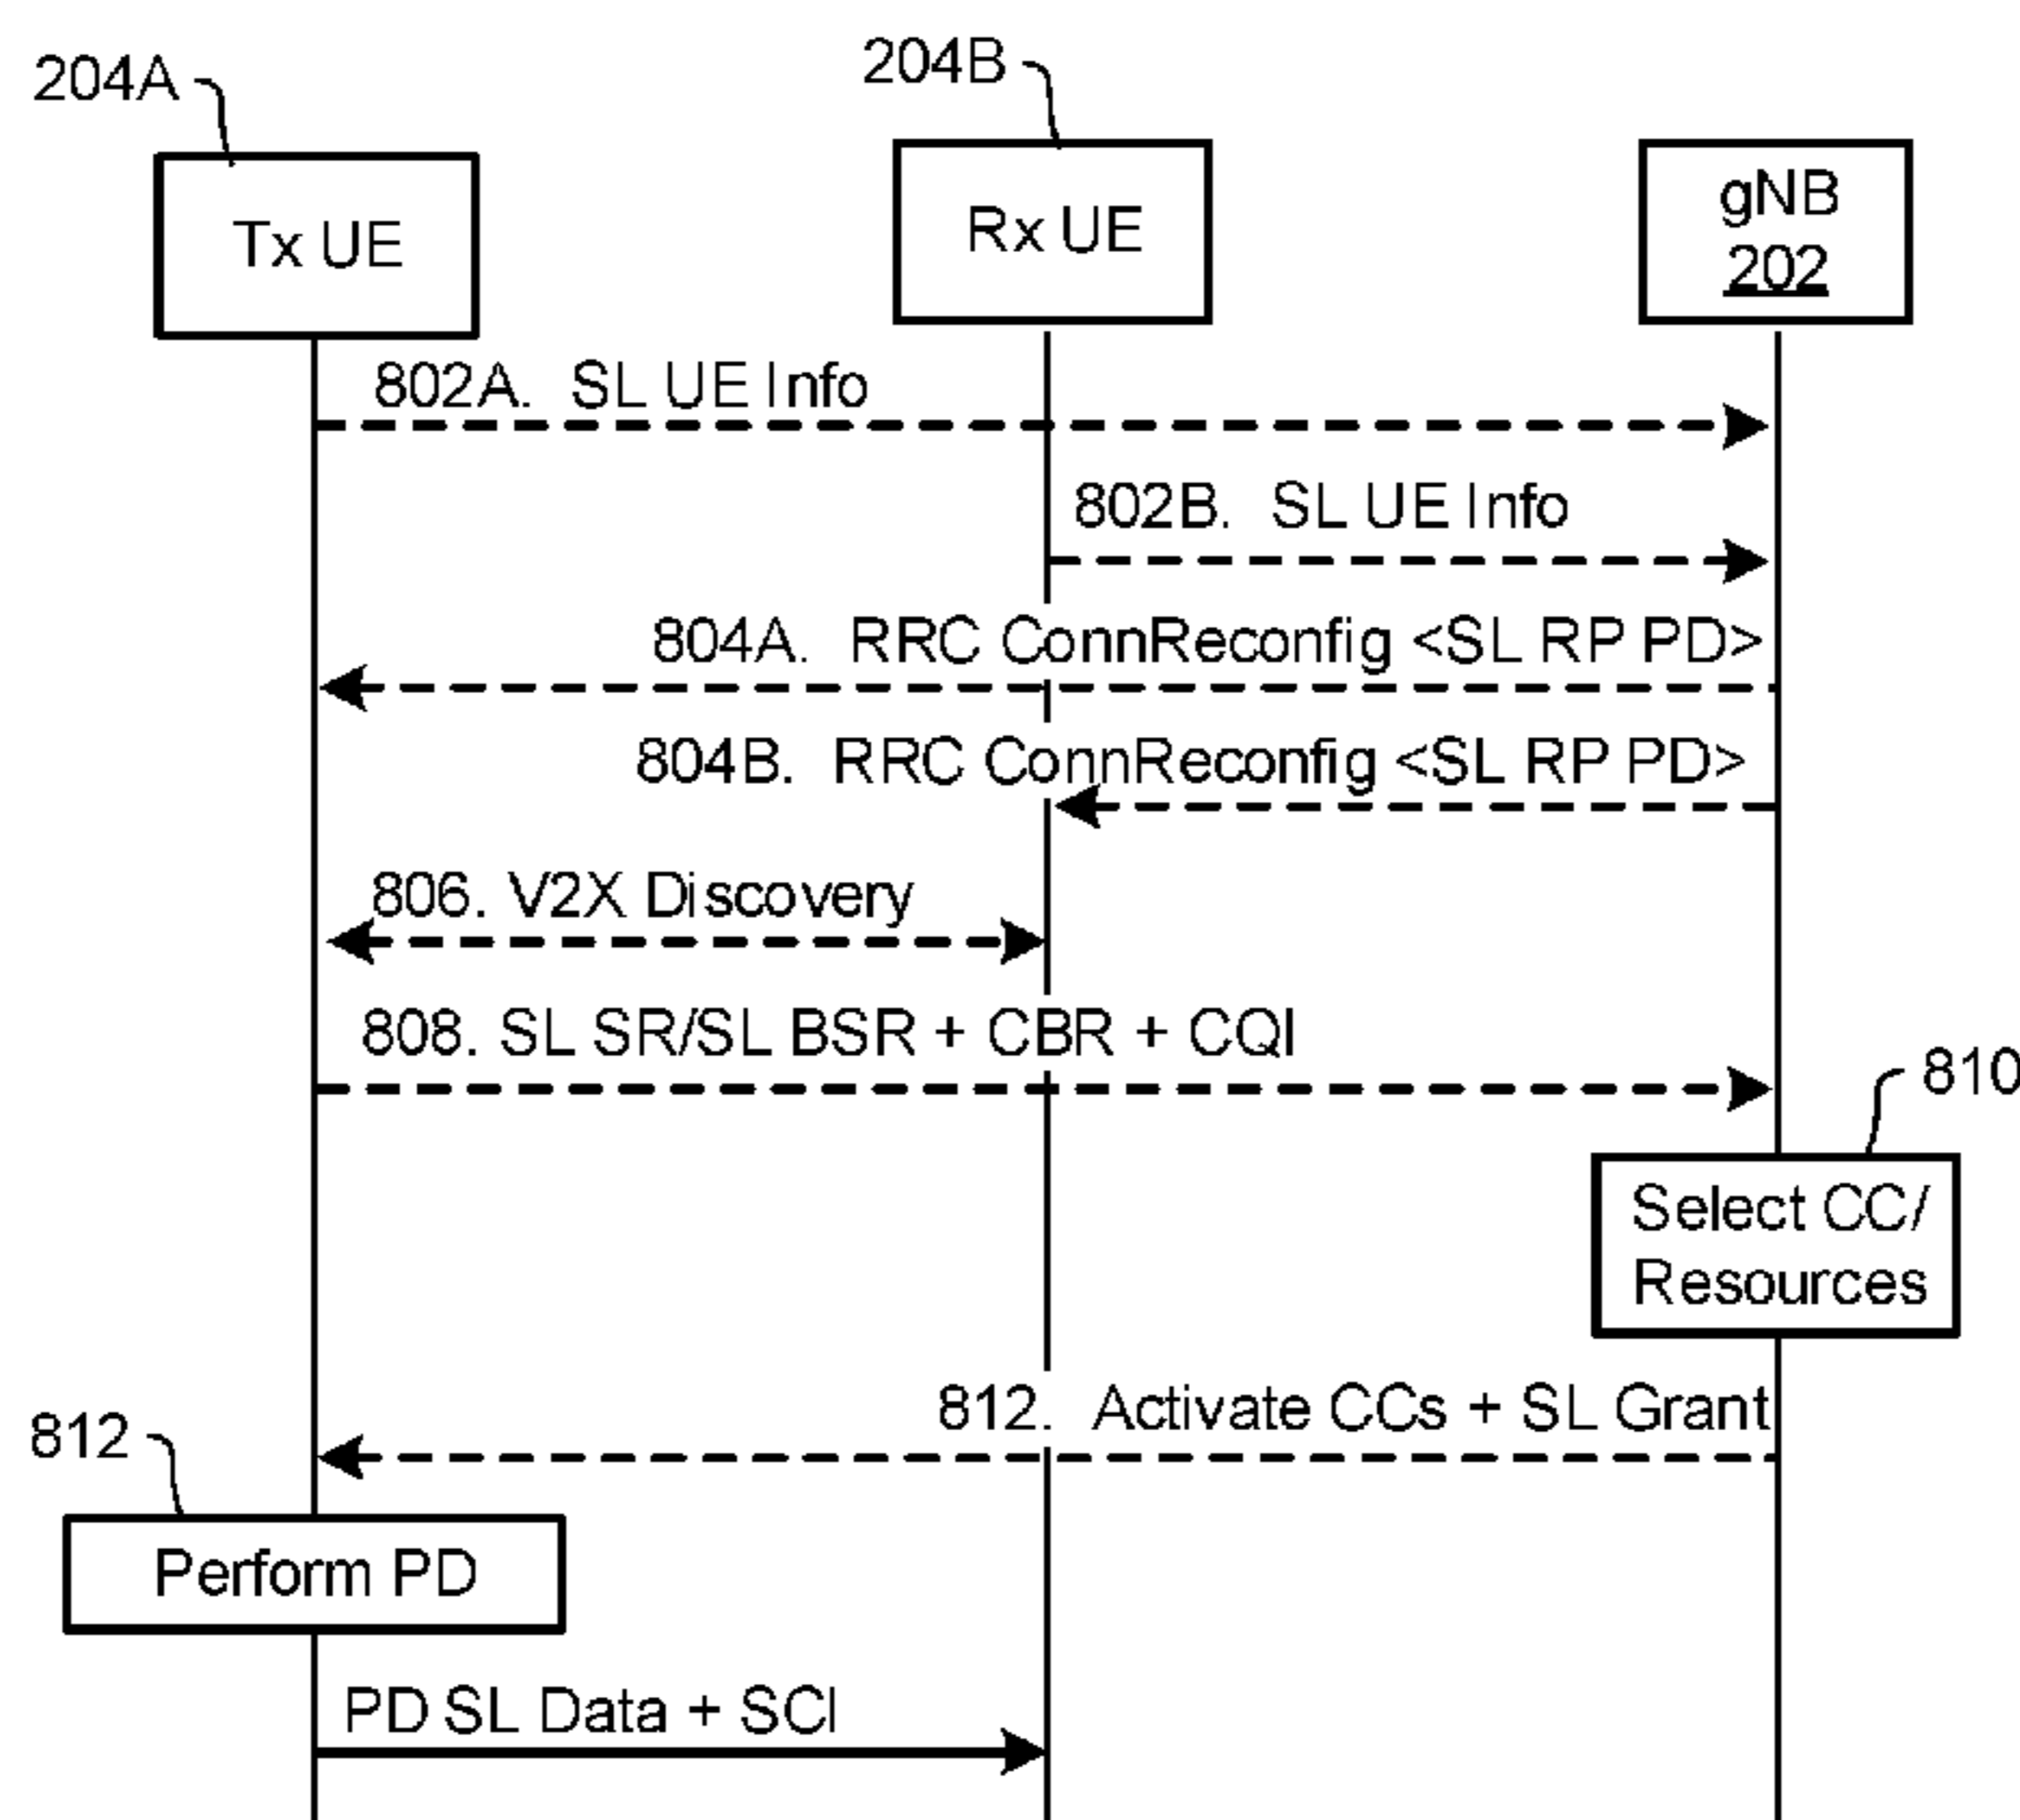 204A
204B
Tx UE
Rx UE
gNB
202
802A. SL UE Info
802B. SL UE Info
804A. RRC ConnReconfig <SL RP PD>
804B. RRC ConnReconfig <SL RP PD>
806. V2X Discovery
808. SL SR/SL BSR + CBR + CQI
810
Select CC/
Resources
812. Activate CCs + SL Grant
812
Perform PD
PD SL Data + SCI